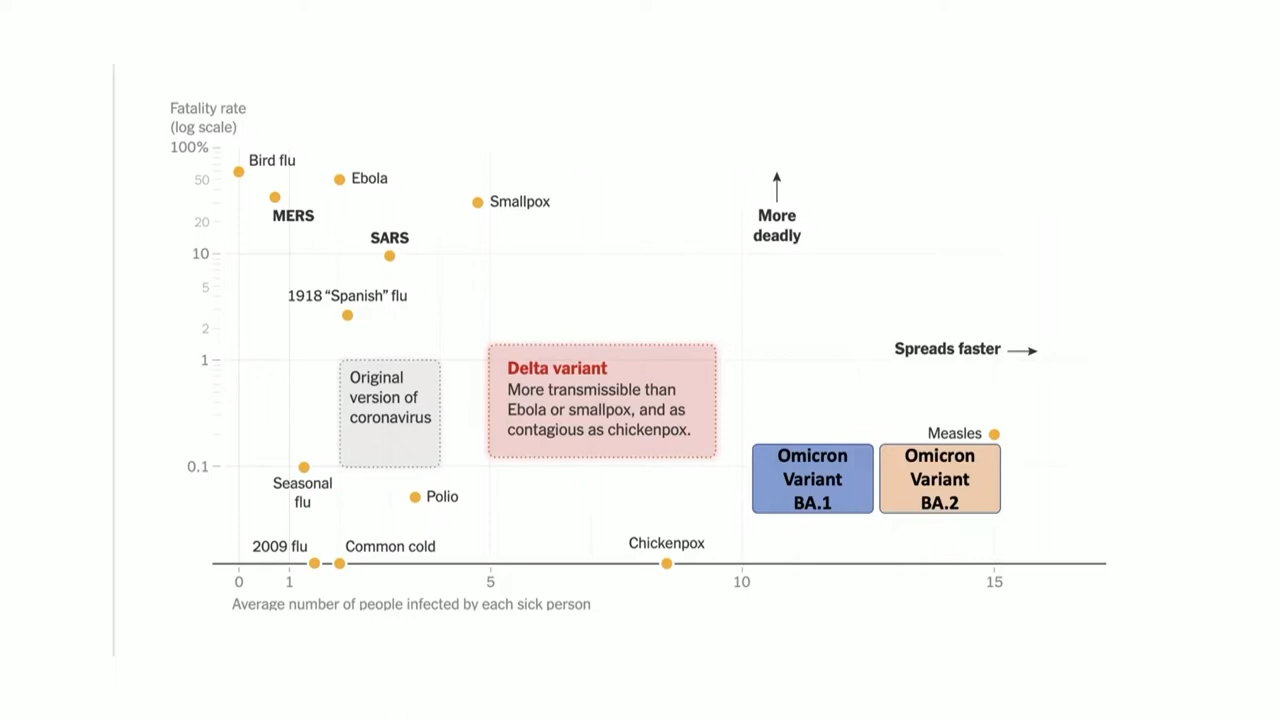 Fatality rate
(log scale)
100%
Bird flu
50
Ebola
MERS
Smallpox
20
More
deadly
SARS
10
5
1918 “Spanish” flu
2
1
Spreads faster
Original
version of
coronavirus
Delta variant
More transmissible than
Ebola or smallpox, and as
contagious as chickenpox.
Measles
Omicron
Variant
BA.1
Omicron
Variant
BA.2
0.1
Seasonal
flu
Polio
2009 flu
Common cold
Chickenpox
0 1 5 10 15
Average number of people infected by each sick person